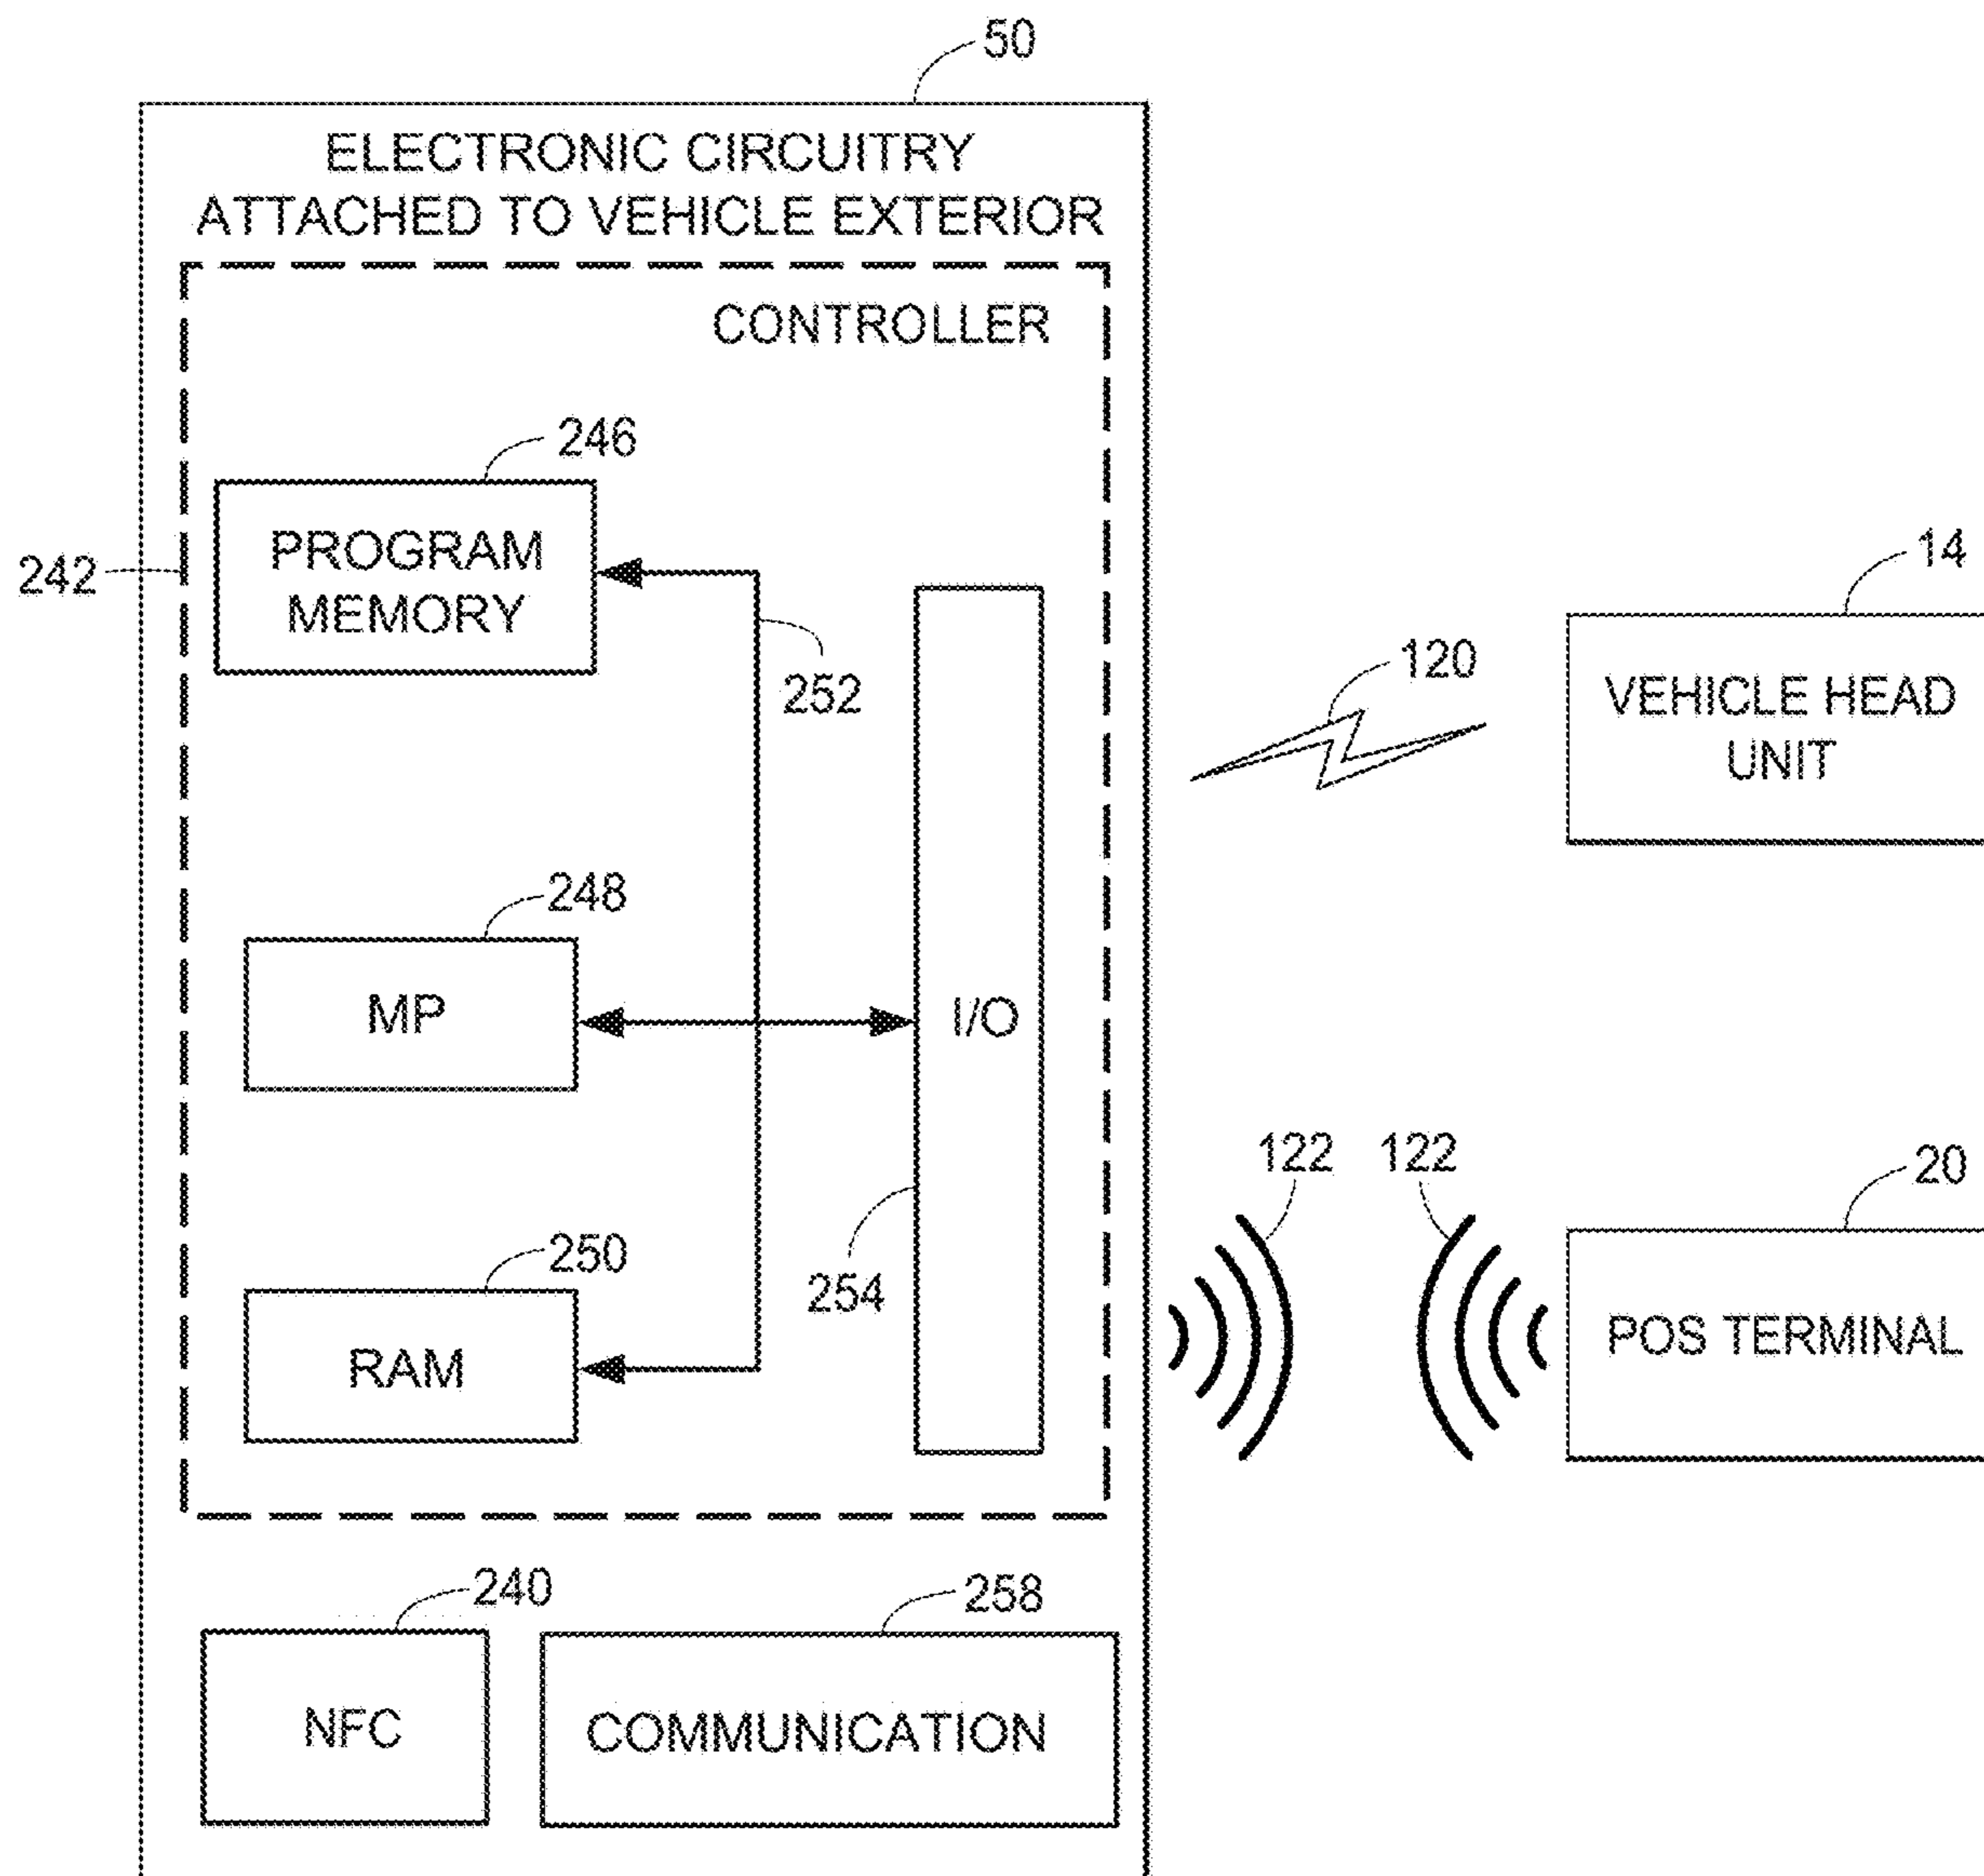 50
ELECTRONIC CIRCUITRY
ATTACHED TO VEHICLE EXTERIOR
CONTROLLER
246
PROGRAM
MEMORY
242
252
14
VEHICLE HEAD
UNIT
120
248
MP
I/O
122
122
20
POS TERMINAL
250
RAM
254
240
NFC
258
COMMUNICATION